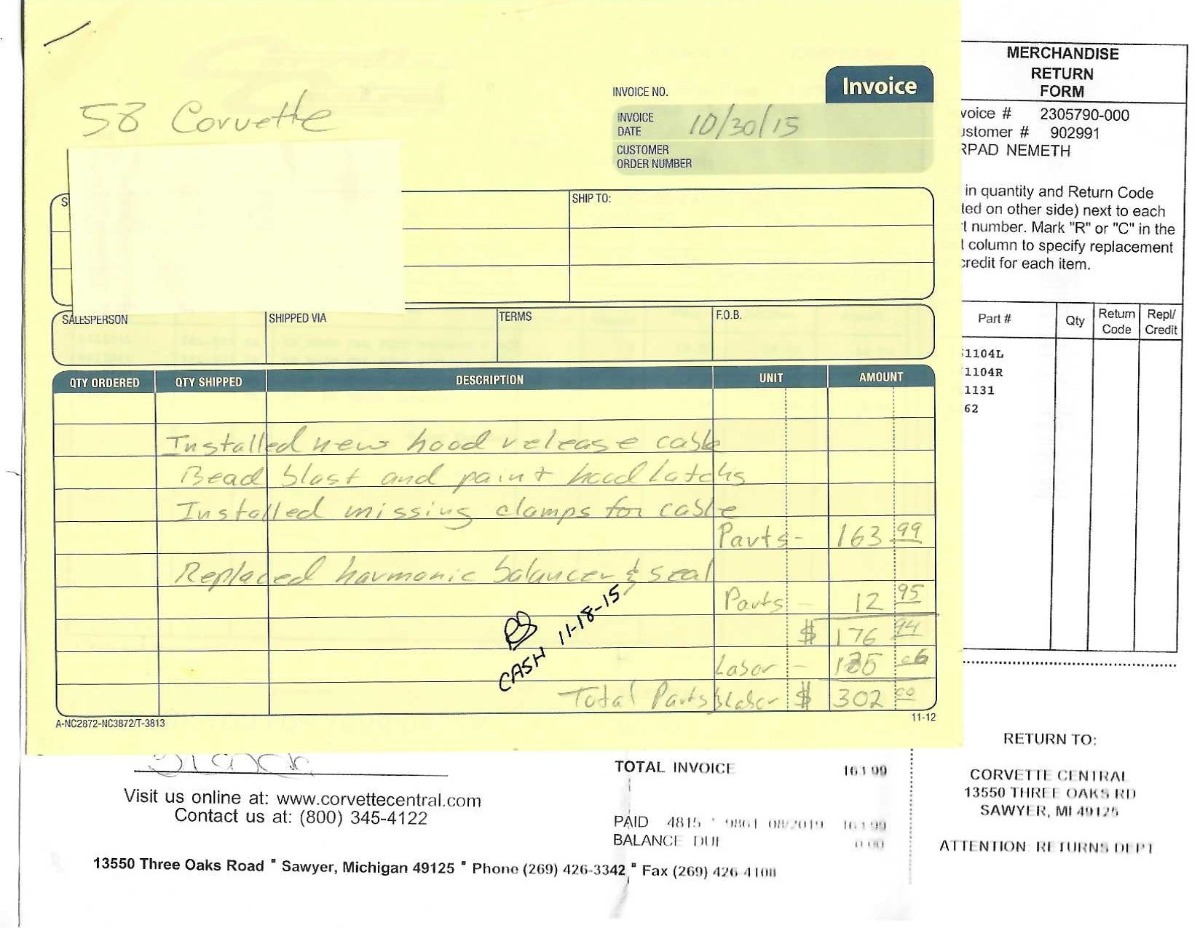 58 Corvette
Invoice
INVOICE NO.
INVOICE DATE 10/30/15
CUSTOMER ORDER NUMBER
S
SHIP TO:
SALESPERSON SHIPPED VIA TERMS F.O.B.
QTY ORDERED QTY SHIPPED DESCRIPTION UNIT AMOUNT
Installed new hood release cable
Bead blast and paint hood latchs
Installed missing clamps for cable
Parts- 163 99
Replaced harmonic balancer & seal
Parts - 12 95
$ 176 94
CASH 11-18-15
Labor - 06
Total Parts & labor $ 302 00
A-NC2872-NC3872/T-3813 11-12
MERCHANDISE
RETURN
FORM
voice # 2305790-000
ustomer # 902991
RPAD NEMETH
in quantity and Return Code
ted on other side) next to each
t number. Mark "R" or "C" in the
t column to specify replacement
credit for each item.
Part # Qty Return Code Repl/ Credit
1104L
1104R
1131
62
Visit us online at: www.corvettecentral.com
Contact us at: (800) 345-4122
13550 Three Oaks Road * Sawyer, Michigan 49125 * Phone (269) 426-3342 * Fax (269) 426-4108
TOTAL INVOICE 163.99
PAID 4815 * 9861 08/2019 163.99
BALANCE DUE 0.00
RETURN TO:
CORVETTE CENTRAL
13550 THREE OAKS RD
SAWYER, MI 49125
ATTENTION: RETURNS DEPT